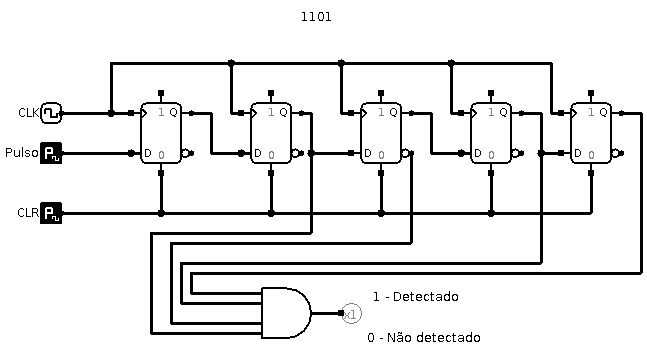 1101
CLK
1 Q
1 Q
1 Q
1 Q
1 Q
Pulso
P
D 0
D 0
D 0
D 0
D 0
CLR
P
x1
1 - Detectado
0 - Não detectado